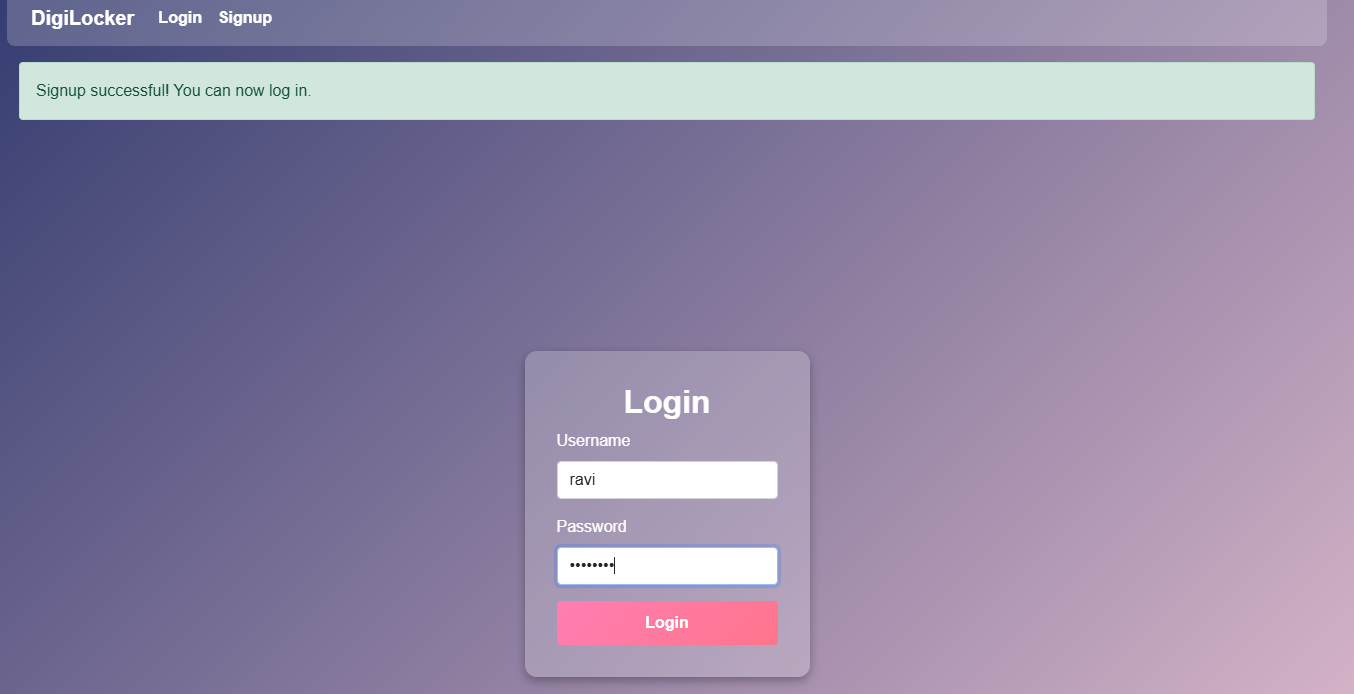 DigiLocker Login Signup
Signup successful! You can now log in.
Login
Username
ravi
Password
••••••••
Login